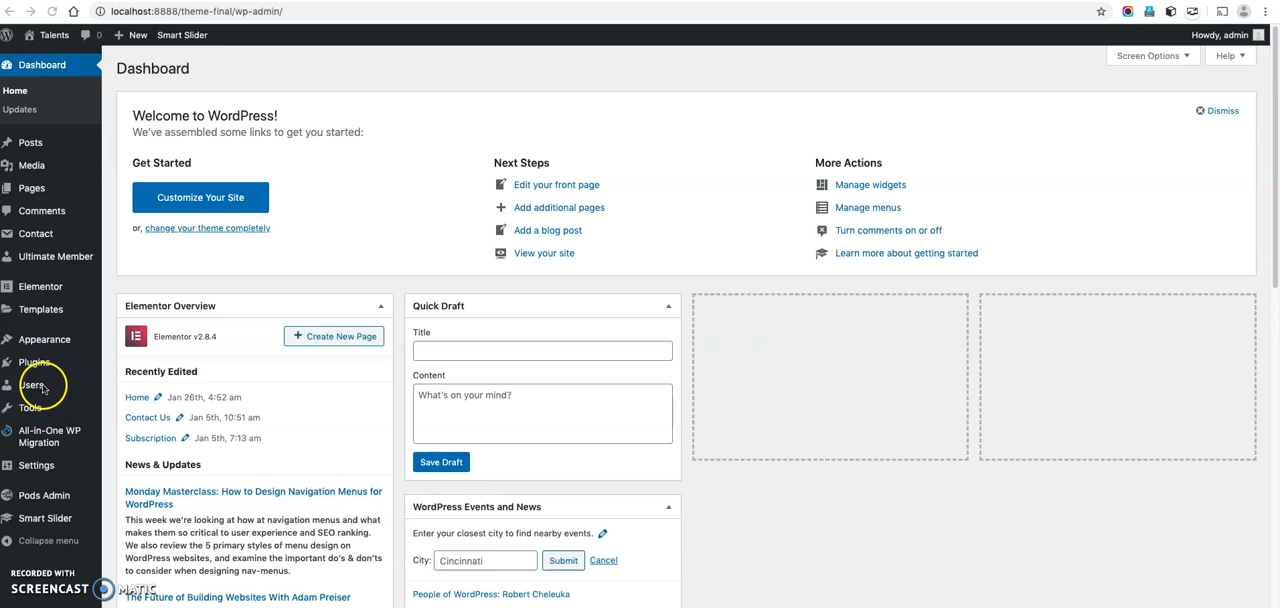 localhost:8888/theme-final/wp-admin/
Talents 0 New Smart Slider Howdy, admin
Dashboard
Home
Updates
Posts
Media
Pages
Comments
Contact
Ultimate Member
Elementor
Templates
Appearance
Plugins
Users
Tools
All-in-One WP
Migration
Settings
Pods Admin
Smart Slider
Collapse menu
RECORDED WITH
SCREENCAST MATIC
Dashboard
Screen Options Help
Welcome to WordPress!
We've assembled some links to get you started:
Dismiss
Get Started
Customize Your Site
or, change your theme completely
Next Steps
Edit your front page
Add additional pages
Add a blog post
View your site
More Actions
Manage widgets
Manage menus
Turn comments on or off
Learn more about getting started
Elementor Overview
Elementor v2.8.4
Create New Page
Recently Edited
Home Jan 26th, 4:52 am
Contact Us Jan 5th, 10:51 am
Subscription Jan 5th, 7:13 am
News & Updates
Monday Masterclass: How to Design Navigation Menus for
WordPress
This week we're looking at how at navigation menus and what
makes them so critical to user experience and SEO ranking.
We also review the 5 primary styles of menu design on
WordPress websites, and examine the important do's & don'ts
to consider when designing nav-menus.
The Future of Building Websites With Adam Preiser
Quick Draft
Title
Content
What's on your mind?
Save Draft
WordPress Events and News
Enter your closest city to find nearby events.
City: Cincinnati Submit Cancel
People of WordPress: Robert Cheleuka